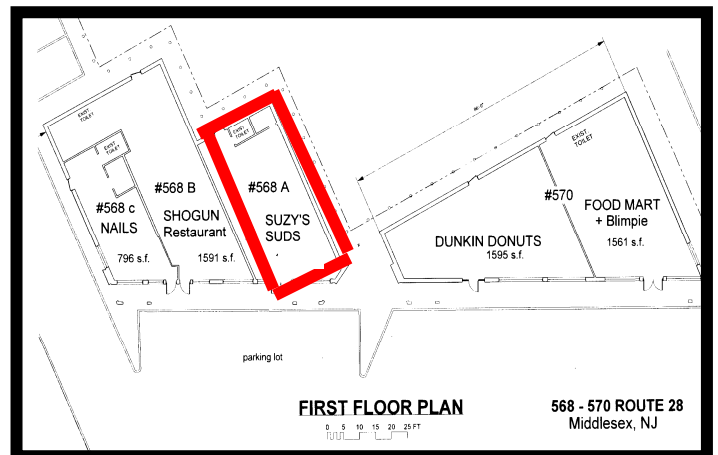 EXIST
TOILET
EXIST
TOILET
#568 c
NAILS
796 s.f.
#568 B
SHOGUN
Restaurant
1591 s.f.
EXIST
TOILET
#568 A
SUZY'S
SUDS
#570
DUNKIN DONUTS
1595 s.f.
EXIST
TOILET
FOOD MART
+ Blimpie
1561 s.f.
parking lot
FIRST FLOOR PLAN
0 5 10 15 20 25 FT
568 - 570 ROUTE 28
Middlesex, NJ